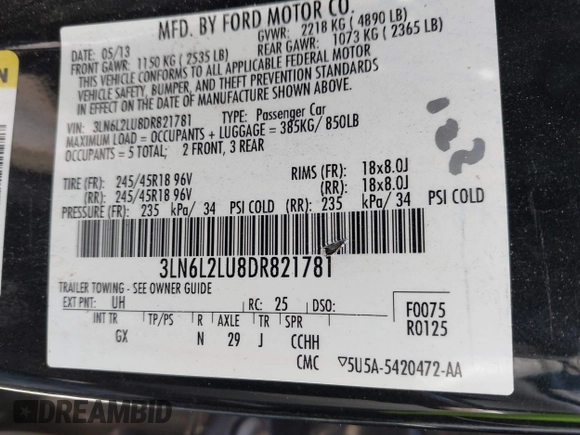 MFD. BY FORD MOTOR CO.
DATE: 05/13 GVWR: 2218 KG ( 4890 LB)
FRONT GAWR: 1150 KG ( 2535 LB) REAR GAWR: 1073 KG ( 2365 LB)
THIS VEHICLE CONFORMS TO ALL APPLICABLE FEDERAL MOTOR
VEHICLE SAFETY, BUMPER, AND THEFT PREVENTION STANDARDS
IN EFFECT ON THE DATE OF MANUFACTURE SHOWN ABOVE.
VIN: 3LN6L2LU8DR821781 TYPE: Passenger Car
MAXIMUM LOAD = OCCUPANTS + LUGGAGE = 385KG/ 850LB
OCCUPANTS = 5 TOTAL; 2 FRONT, 3 REAR
TIRE (FR): 245/45R18 96V RIMS (FR): 18x8.0J
(RR): 245/45R18 96V (RR): 18x8.0J
PRESSURE (FR): 235 kPa/ 34 PSI COLD (RR): 235 kPa/ 34 PSI COLD
3LN6L2LU8DR821781
TRAILER TOWING - SEE OWNER GUIDE
EXT PNT: UH RC: 25 DSO: F0075
INT TR TP/PS R AXLE TR SPR R0125
GX N 29 J CCHH
CMC 5U5A-5420472-AA
DREAMBID